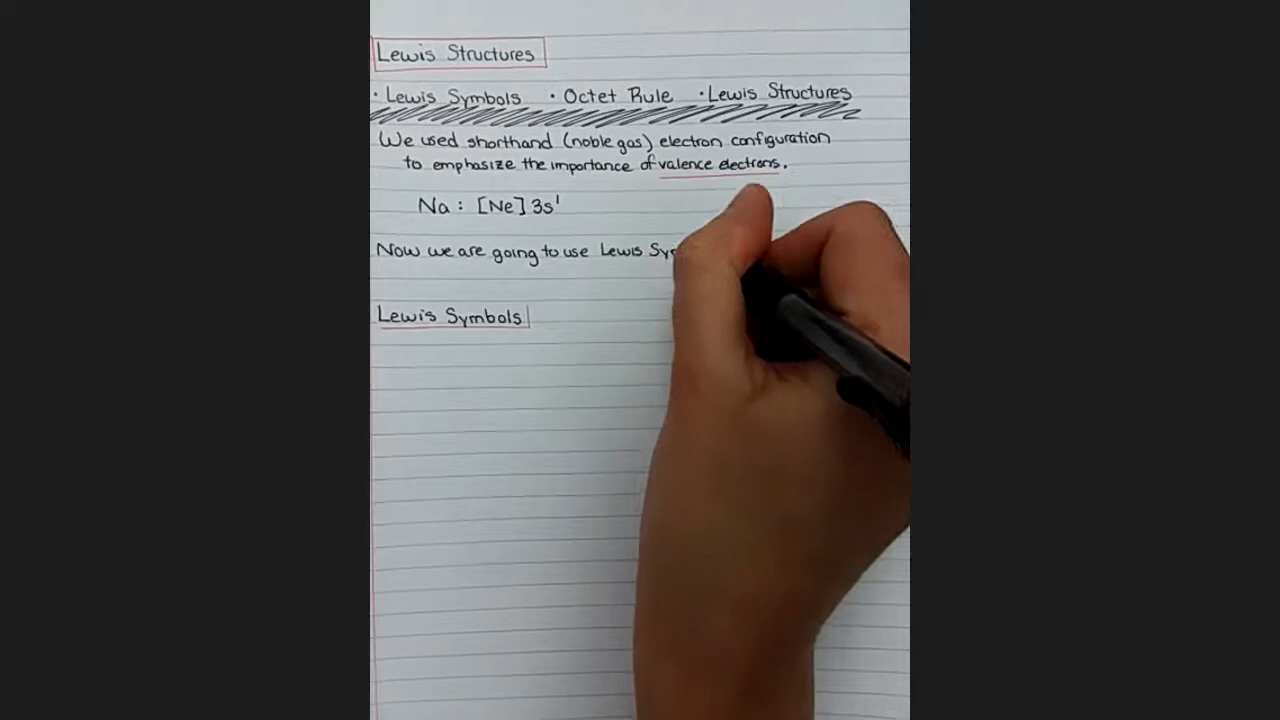 Lewis Structures
• Lewis Symbols • Octet Rule • Lewis Structures
We used shorthand (noble gas) electron configuration
to emphasize the importance of valence electrons.
Na : [Ne] 3s¹
Now we are going to use Lewis
Lewis Symbols